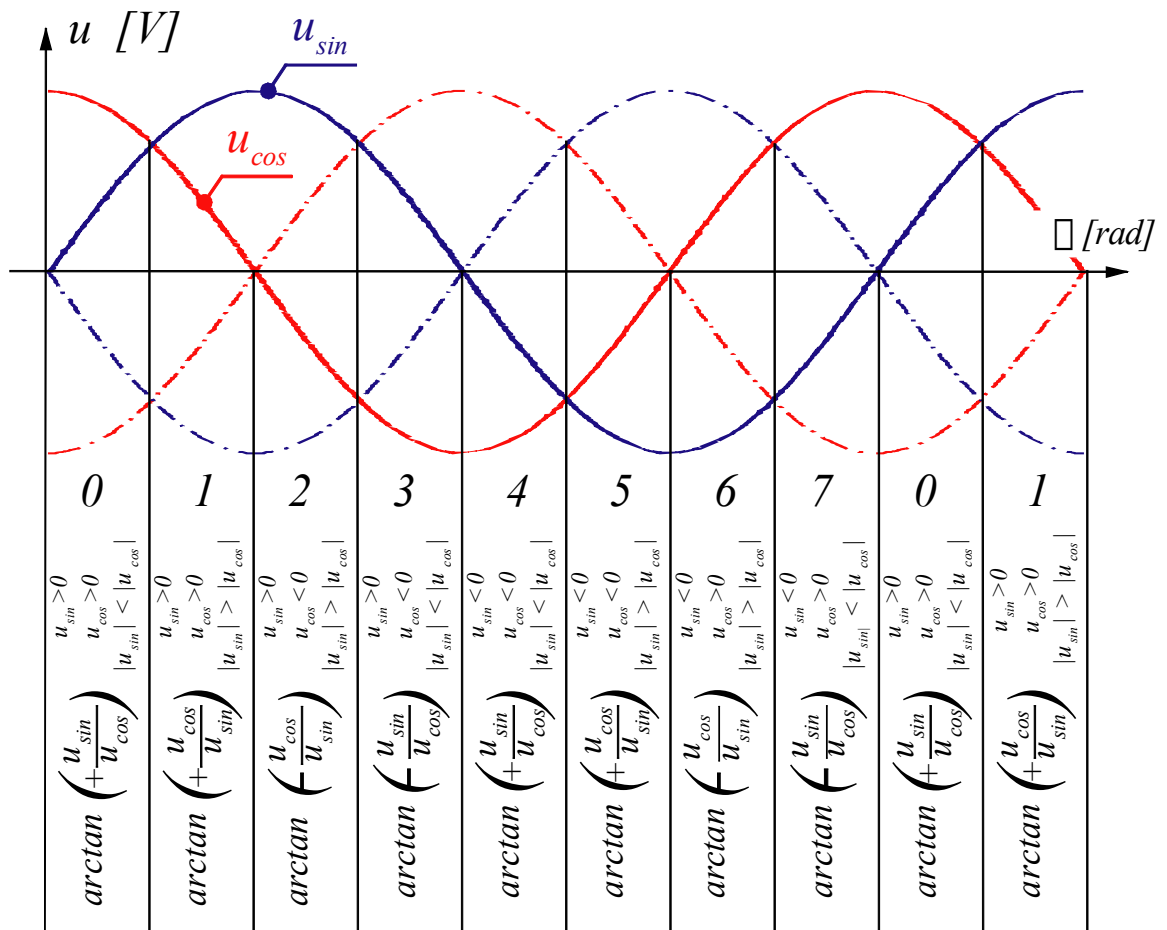 u [V]
u_sin
u_cos
▯ [rad]
0 1 2 3 4 5 6 7 0 1
u_sin >0
u_cos >0
|u_sin| < |u_cos|
arctan (+ u_sin / u_cos)
u_sin >0
u_cos >0
|u_sin| > |u_cos|
arctan (+ u_cos / u_sin)
u_sin >0
u_cos <0
|u_sin| > |u_cos|
arctan (- u_cos / u_sin)
u_sin >0
u_cos <0
|u_sin| < |u_cos|
arctan (- u_sin / u_cos)
u_sin <0
u_cos <0
|u_sin| < |u_cos|
arctan (+ u_sin / u_cos)
u_sin <0
u_cos <0
|u_sin| > |u_cos|
arctan (+ u_cos / u_sin)
u_sin <0
u_cos >0
|u_sin| > |u_cos|
arctan (- u_cos / u_sin)
u_sin <0
u_cos >0
|u_sin| < |u_cos|
arctan (- u_sin / u_cos)
u_sin >0
u_cos >0
|u_sin| < |u_cos|
arctan (+ u_sin / u_cos)
u_sin >0
u_cos >0
|u_sin| > |u_cos|
arctan (+ u_cos / u_sin)